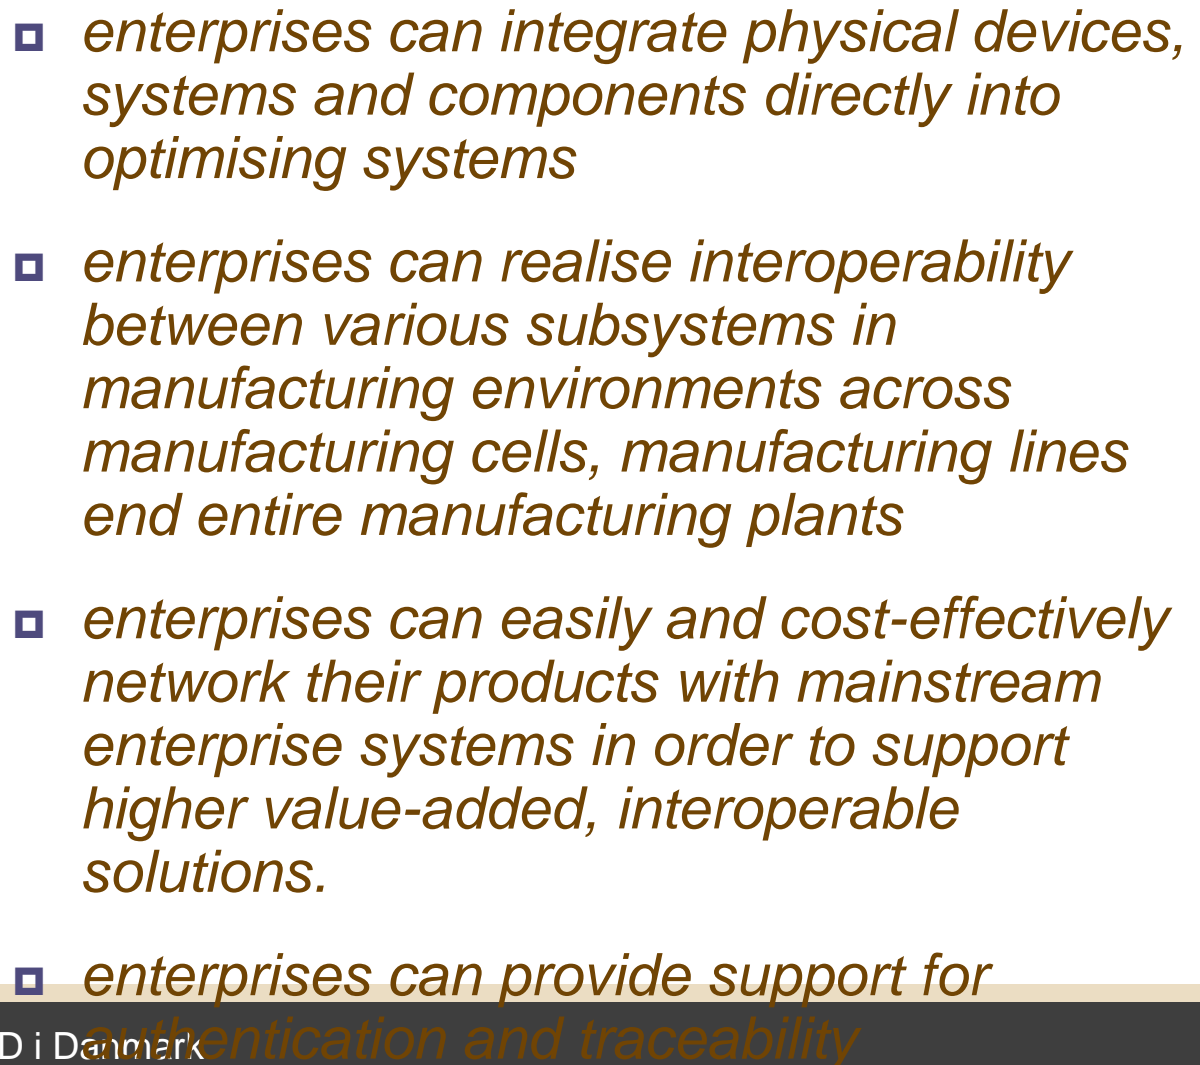 enterprises can integrate physical devices,
systems and components directly into
optimising systems
enterprises can realise interoperability
between various subsystems in
manufacturing environments across
manufacturing cells, manufacturing lines
end entire manufacturing plants
enterprises can easily and cost-effectively
network their products with mainstream
enterprise systems in order to support
higher value-added, interoperable
solutions.
enterprises can provide support for
authentication and traceability
D i Danmark